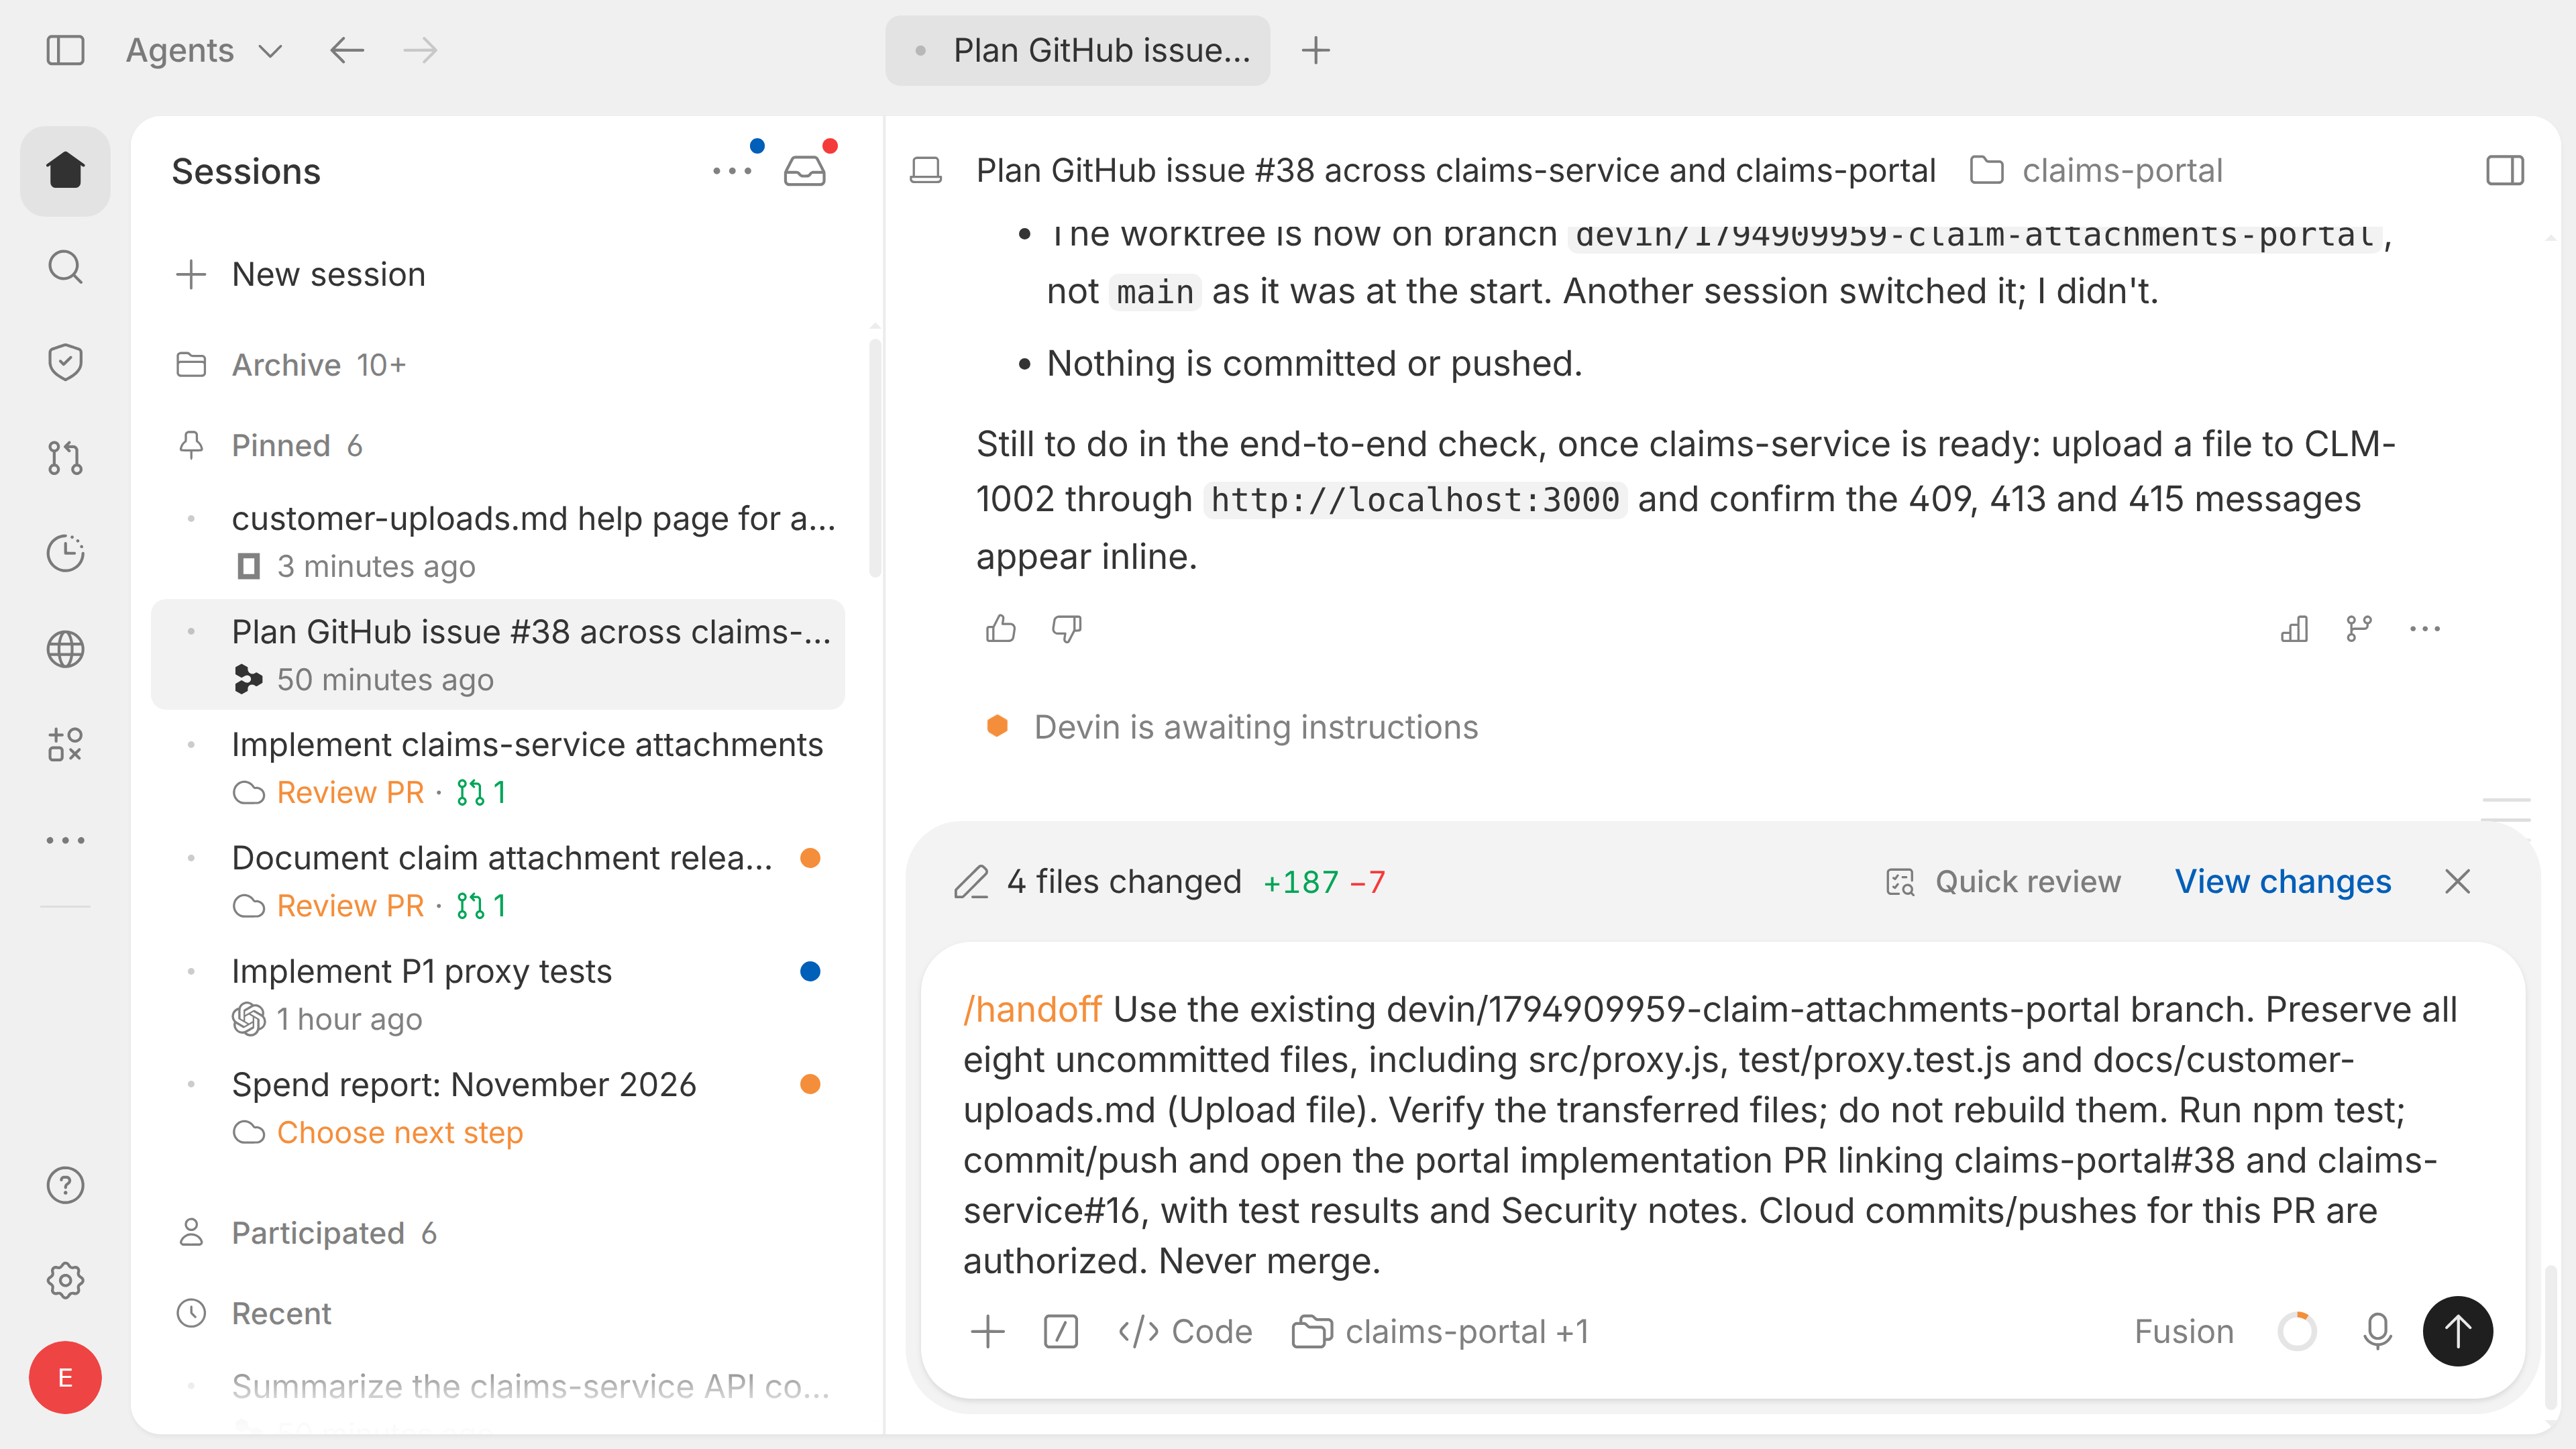 Agents
Plan GitHub issue...
Sessions
New session
Archive 10+
Pinned 6
customer-uploads.md help page for a...
3 minutes ago
Plan GitHub issue #38 across claims-...
50 minutes ago
Implement claims-service attachments
Review PR · 1
Document claim attachment relea...
Review PR · 1
Implement P1 proxy tests
1 hour ago
Spend report: November 2026
Choose next step
Participated 6
Recent
Summarize the claims-service API co...
E
Plan GitHub issue #38 across claims-service and claims-portal claims-portal
The worktree is now on branch devin/1794909959-claim-attachments-portal,
not main as it was at the start. Another session switched it; I didn't.
Nothing is committed or pushed.
Still to do in the end-to-end check, once claims-service is ready: upload a file to CLM-
1002 through http://localhost:3000 and confirm the 409, 413 and 415 messages
appear inline.
Devin is awaiting instructions
4 files changed +187 −7 Quick review View changes
/handoff Use the existing devin/1794909959-claim-attachments-portal branch. Preserve all
eight uncommitted files, including src/proxy.js, test/proxy.test.js and docs/customer-
uploads.md (Upload file). Verify the transferred files; do not rebuild them. Run npm test;
commit/push and open the portal implementation PR linking claims-portal#38 and claims-
service#16, with test results and Security notes. Cloud commits/pushes for this PR are
authorized. Never merge.
Code claims-portal +1 Fusion